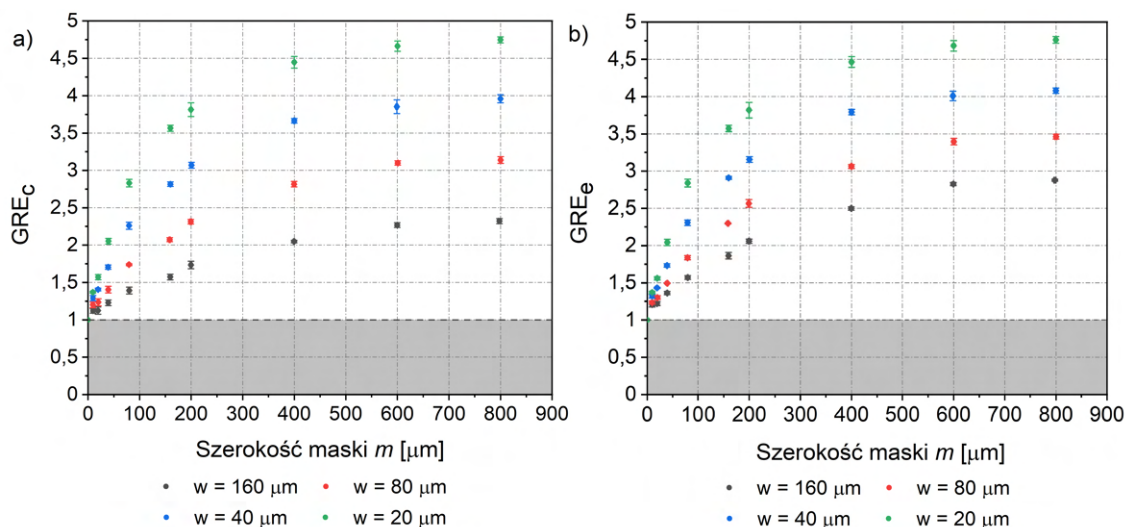 a)
GREc
5
4,5
4
3,5
3
2,5
2
1,5
1
0,5
0
0 100 200 300 400 500 600 700 800 900
Szerokość maski m [μm]
w = 160 μm w = 80 μm
w = 40 μm w = 20 μm
b)
GREe
5
4,5
4
3,5
3
2,5
2
1,5
1
0,5
0
0 100 200 300 400 500 600 700 800 900
Szerokość maski m [μm]
w = 160 μm w = 80 μm
w = 40 μm w = 20 μm